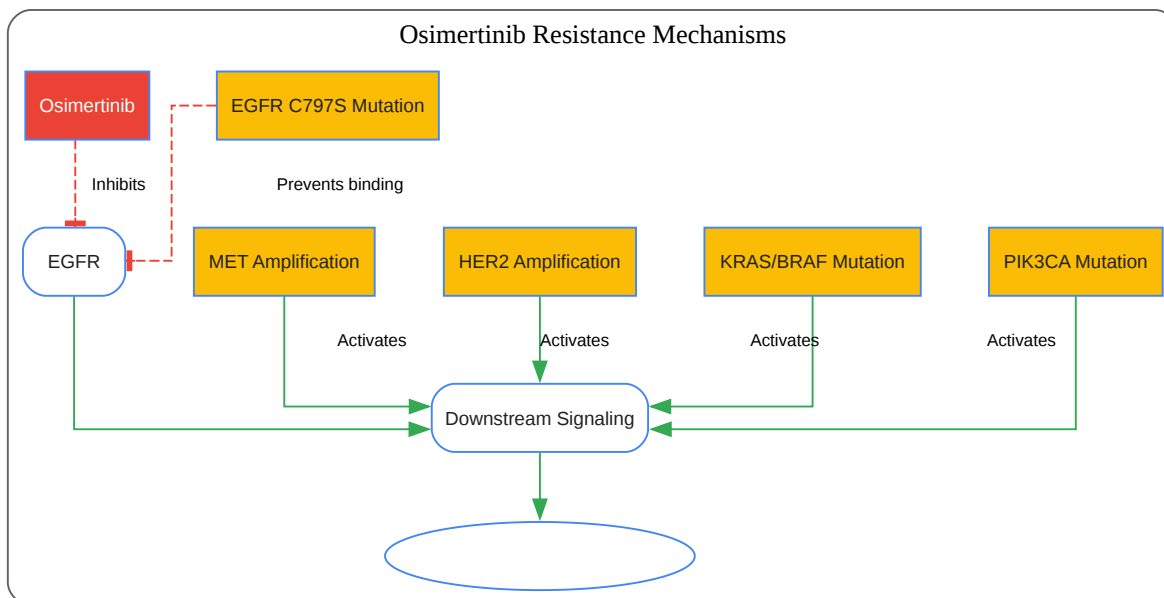 Osimertinib Resistance Mechanisms
Osimertinib
EGFR C797S Mutation
Inhibits
Prevents binding
EGFR
MET Amplification
HER2 Amplification
KRAS/BRAF Mutation
PIK3CA Mutation
Activates
Activates
Activates
Activates
Downstream Signaling